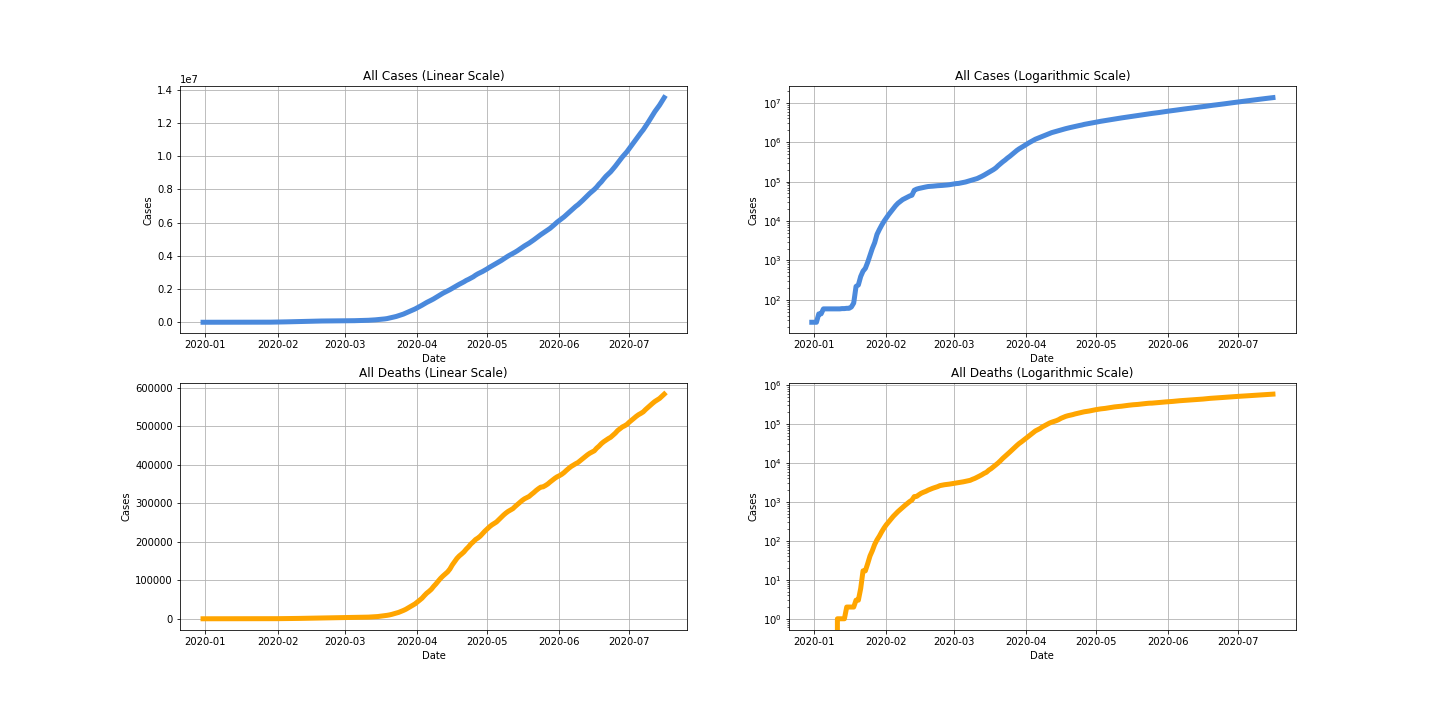 All Cases (Linear Scale)
1e7
1.4
1.2
1.0
0.8
0.6
0.4
0.2
0.0
Cases
2020-01 2020-02 2020-03 2020-04 2020-05 2020-06 2020-07
Date
All Cases (Logarithmic Scale)
10⁷
10⁶
10⁵
10⁴
10³
10²
Cases
2020-01 2020-02 2020-03 2020-04 2020-05 2020-06 2020-07
Date
All Deaths (Linear Scale)
600000
500000
400000
300000
200000
100000
0
Cases
2020-01 2020-02 2020-03 2020-04 2020-05 2020-06 2020-07
Date
All Deaths (Logarithmic Scale)
10⁶
10⁵
10⁴
10³
10²
10¹
10⁰
Cases
2020-01 2020-02 2020-03 2020-04 2020-05 2020-06 2020-07
Date